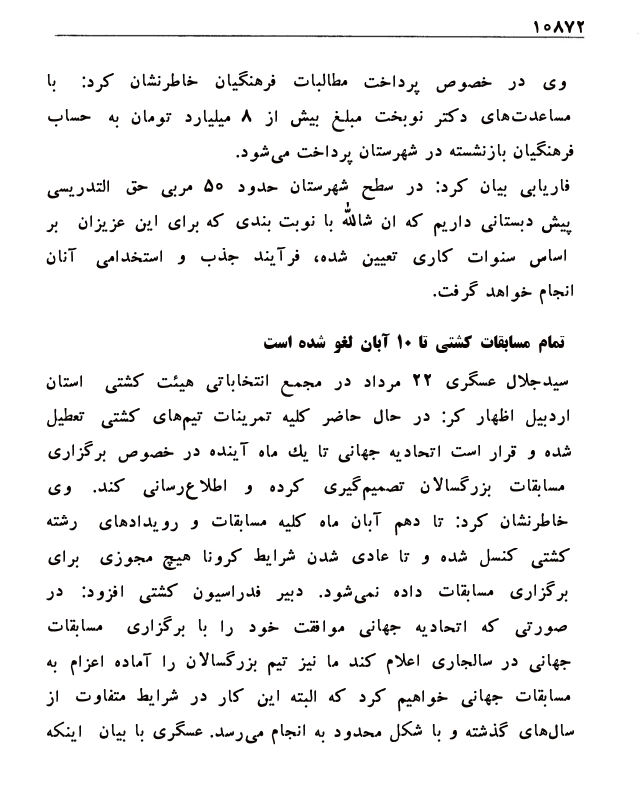 ۱۰۸۷۲
وی در خصوص پرداخت مطالبات فرهنگیان خاطرنشان کرد: با
مساعدت‌های دکتر نوبخت مبلغ بیش از ۸ میلیارد تومان به حساب
فرهنگیان بازنشسته در شهرستان پرداخت می‌شود.
فاریابی بیان کرد: در سطح شهرستان حدود ۵۰ مربی حق التدریسی
پیش دبستانی داریم که ان شالله با نوبت بندی که برای این عزیزان بر
اساس سنوات کاری تعیین شده، فرآیند جذب و استخدامی آنان
انجام خواهد گرفت.
تمام مسابقات کشتی تا ۱۰ آبان لغو شده است
سیدجلال عسگری ۲۲ مرداد در مجمع انتخاباتی هیئت کشتی استان
اردبیل اظهار کر: در حال حاضر کلیه تمرینات تیم‌های کشتی تعطیل
شده و قرار است اتحادیه جهانی تا یك ماه آینده در خصوص برگزاری
مسابقات بزرگسالان تصمیم‌گیری کرده و اطلاع‌رسانی کند. وی
خاطرنشان کرد: تا دهم آبان ماه کلیه مسابقات و رویدادهای رشته
کشتی کنسل شده و تا عادی شدن شرایط کرونا هیچ مجوزی برای
برگزاری مسابقات داده نمی‌شود. دبیر فدراسیون کشتی افزود: در
صورتی که اتحادیه جهانی موافقت خود را با برگزاری مسابقات
جهانی در سالجاری اعلام کند ما نیز تیم بزرگسالان را آماده اعزام به
مسابقات جهانی خواهیم کرد که البته این کار در شرایط متفاوت از
سال‌های گذشته و با شکل محدود به انجام می‌رسد. عسگری با بیان اینکه